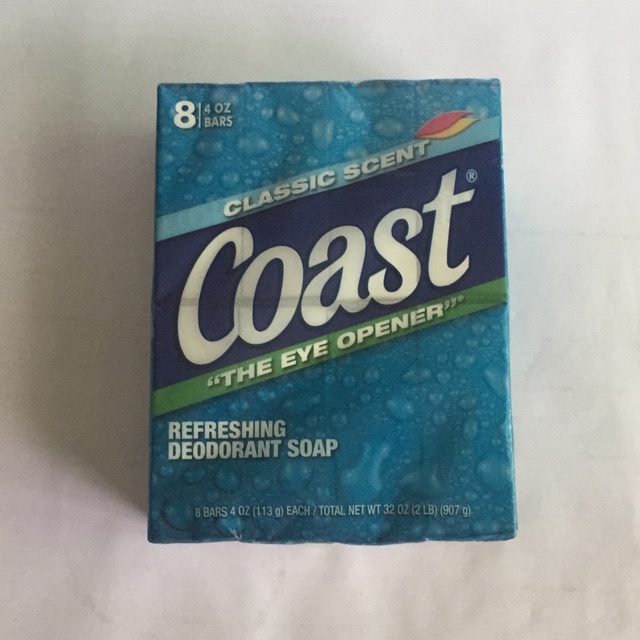 8 4 OZ
BARS
CLASSIC SCENT
Coast®
"THE EYE OPENER"®
REFRESHING
DEODORANT SOAP
8 BARS 4 OZ (113 g) EACH / TOTAL NET WT 32 OZ (2 LB) (907 g)